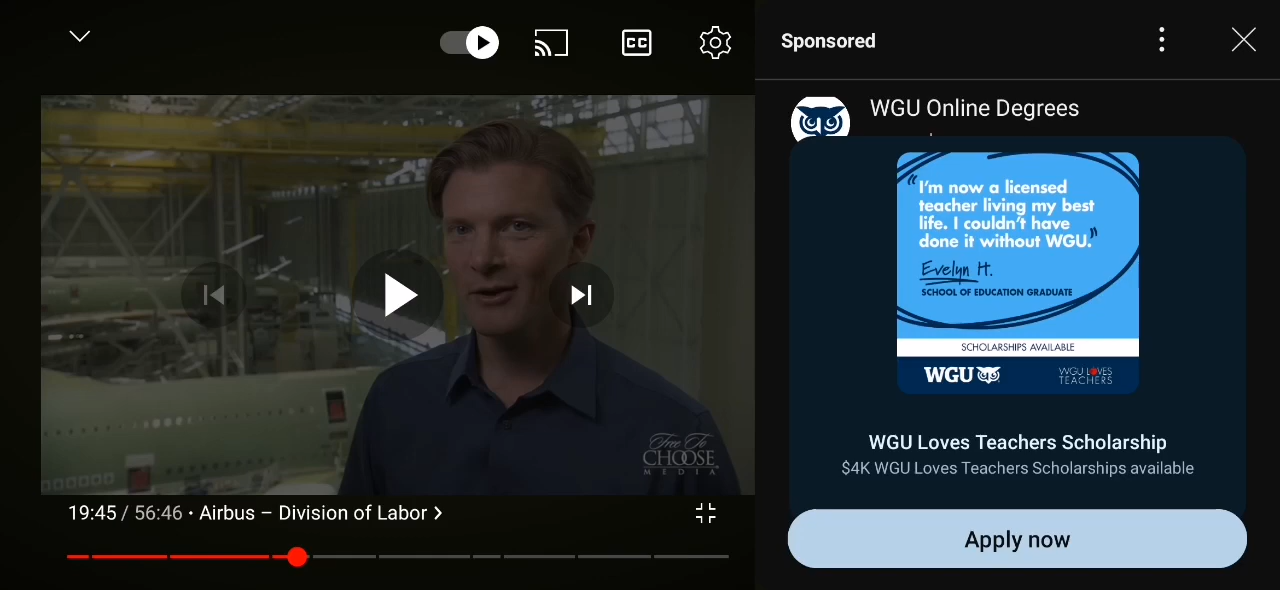 CC
Sponsored
WGU Online Degrees
"I'm now a licensed
teacher living my best
life. I couldn't have
done it without WGU."
Evelyn H.
SCHOOL OF EDUCATION GRADUATE
SCHOLARSHIPS AVAILABLE
WGU
WGU LOVES
TEACHERS
WGU Loves Teachers Scholarship
$4K WGU Loves Teachers Scholarships available
Apply now
Free To
CHOOSE
MEDIA
19:45 / 56:46 • Airbus – Division of Labor